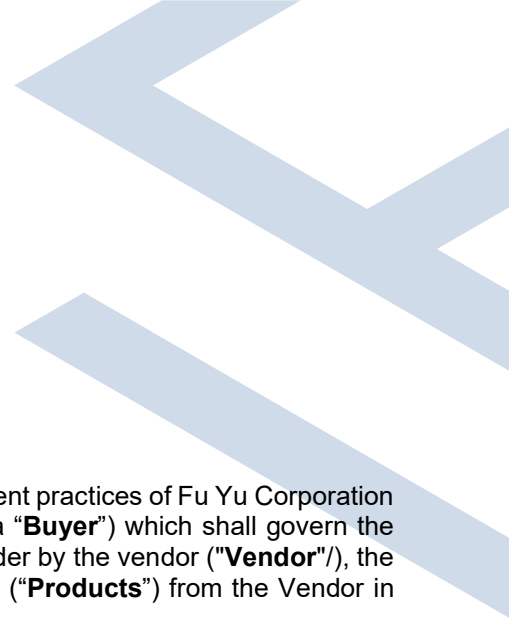 ent practices of Fu Yu Corporation
a “Buyer”) which shall govern the
der by the vendor ("Vendor"/), the
(“Products”) from the Vendor in